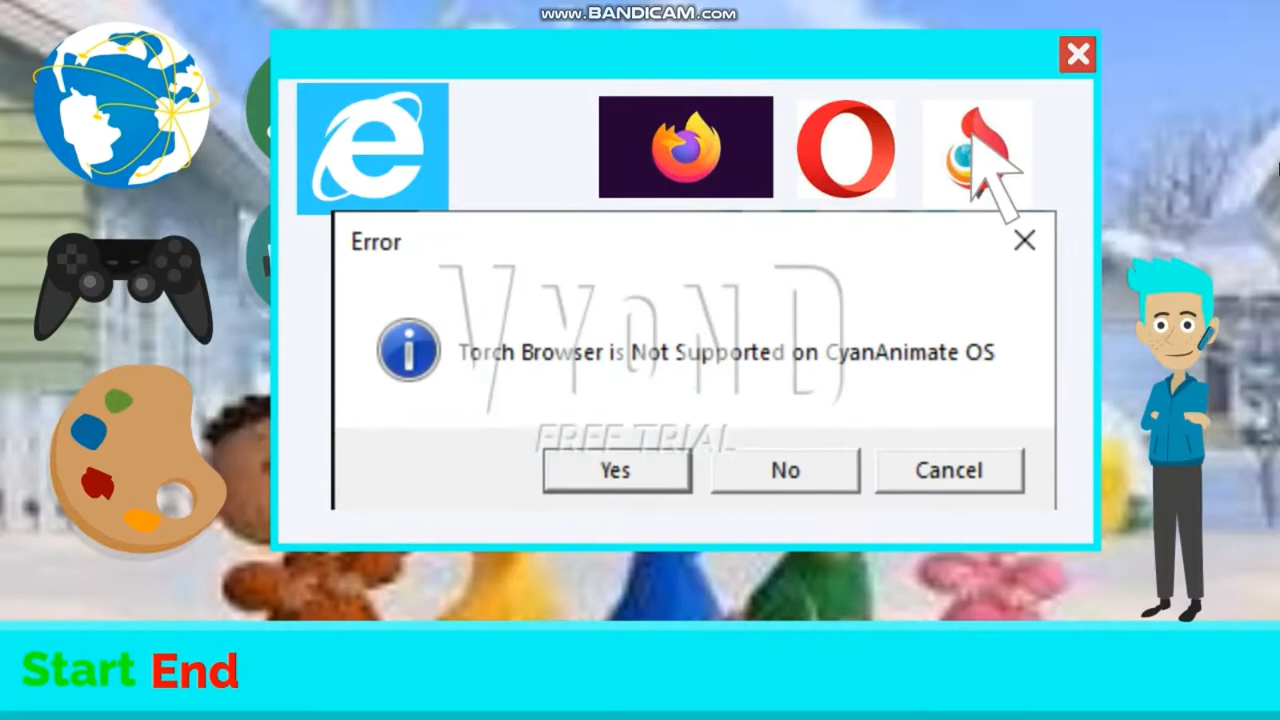 www.BANDICAM.com
Error
VYOND
Torch Browser is Not Supported on CyanAnimate OS
FREE TRIAL
Yes
No
Cancel
Start End